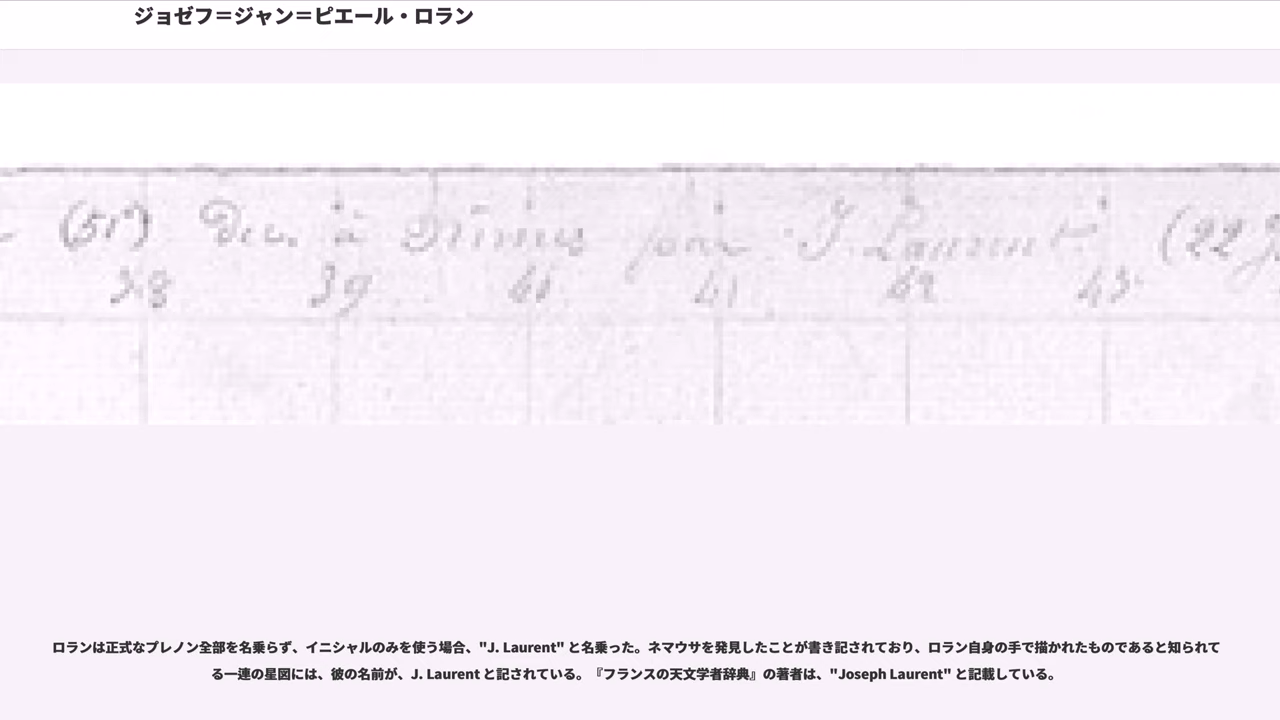 ジョゼフ＝ジャン＝ピエール・ロラン
(51) Déc. à Nîmes par J. Laurent (22
38 39 41 42 43
ロランは正式なプレノン全部を名乗らず、イニシャルのみを使う場合、"J. Laurent" と名乗った。ネマウサを発見したことが書き記されており、ロラン自身の手で描かれたものであると知られて
る一連の星図には、彼の名前が、J. Laurent と記されている。『フランスの天文学者辞典』の著者は、"Joseph Laurent" と記載している。